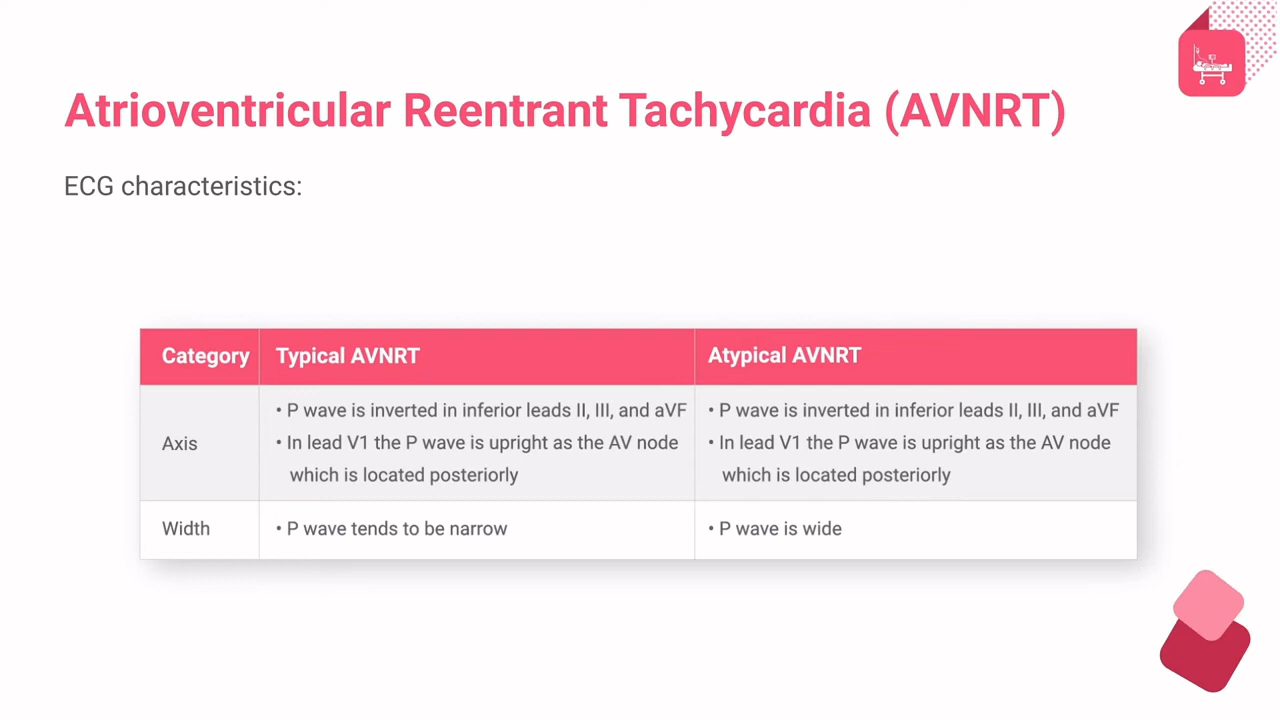 Atrioventricular Reentrant Tachycardia (AVNRT)
ECG characteristics:
Category Typical AVNRT Atypical AVNRT
Axis
• P wave is inverted in inferior leads II, III, and aVF
• In lead V1 the P wave is upright as the AV node
which is located posteriorly
• P wave is inverted in inferior leads II, III, and aVF
• In lead V1 the P wave is upright as the AV node
which is located posteriorly
Width • P wave tends to be narrow • P wave is wide